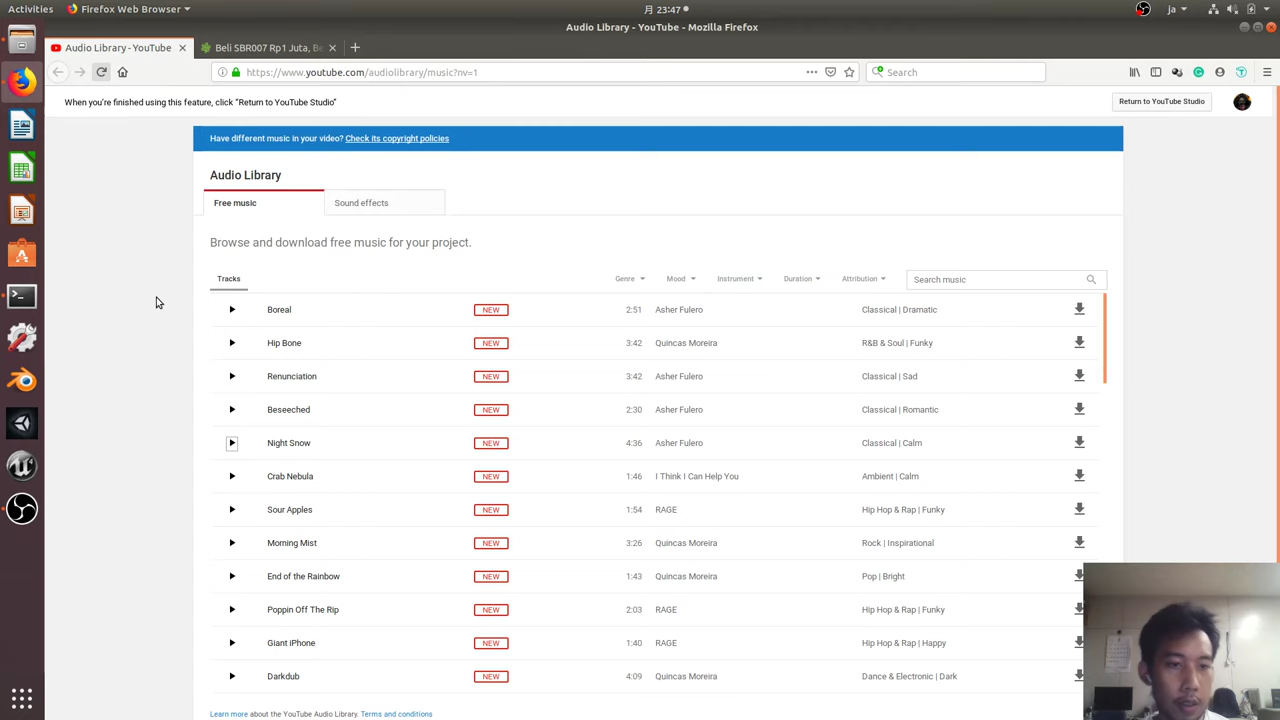 Activities Firefox Web Browser 月 23:47 ja
Audio Library - YouTube - Mozilla Firefox
Audio Library - YouTube Beli SBR007 Rp1 Juta, Be
https://www.youtube.com/audiolibrary/music?nv=1 Search
When you're finished using this feature, click "Return to YouTube Studio" Return to YouTube Studio
Have different music in your video? Check its copyright policies
Audio Library
Free music Sound effects
Browse and download free music for your project.
Tracks Genre Mood Instrument Duration Attribution Search music
Boreal NEW 2:51 Asher Fulero Classical | Dramatic
Hip Bone NEW 3:42 Quincas Moreira R&B & Soul | Funky
Renunciation NEW 3:42 Asher Fulero Classical | Sad
Beseeched NEW 2:30 Asher Fulero Classical | Romantic
Night Snow NEW 4:36 Asher Fulero Classical | Calm
Crab Nebula NEW 1:46 I Think I Can Help You Ambient | Calm
Sour Apples NEW 1:54 RAGE Hip Hop & Rap | Funky
Morning Mist NEW 3:26 Quincas Moreira Rock | Inspirational
End of the Rainbow NEW 1:43 Quincas Moreira Pop | Bright
Poppin Off The Rip NEW 2:03 RAGE Hip Hop & Rap | Funky
Giant iPhone NEW 1:40 RAGE Hip Hop & Rap | Happy
Darkdub NEW 4:09 Quincas Moreira Dance & Electronic | Dark
Learn more about the YouTube Audio Library. Terms and conditions